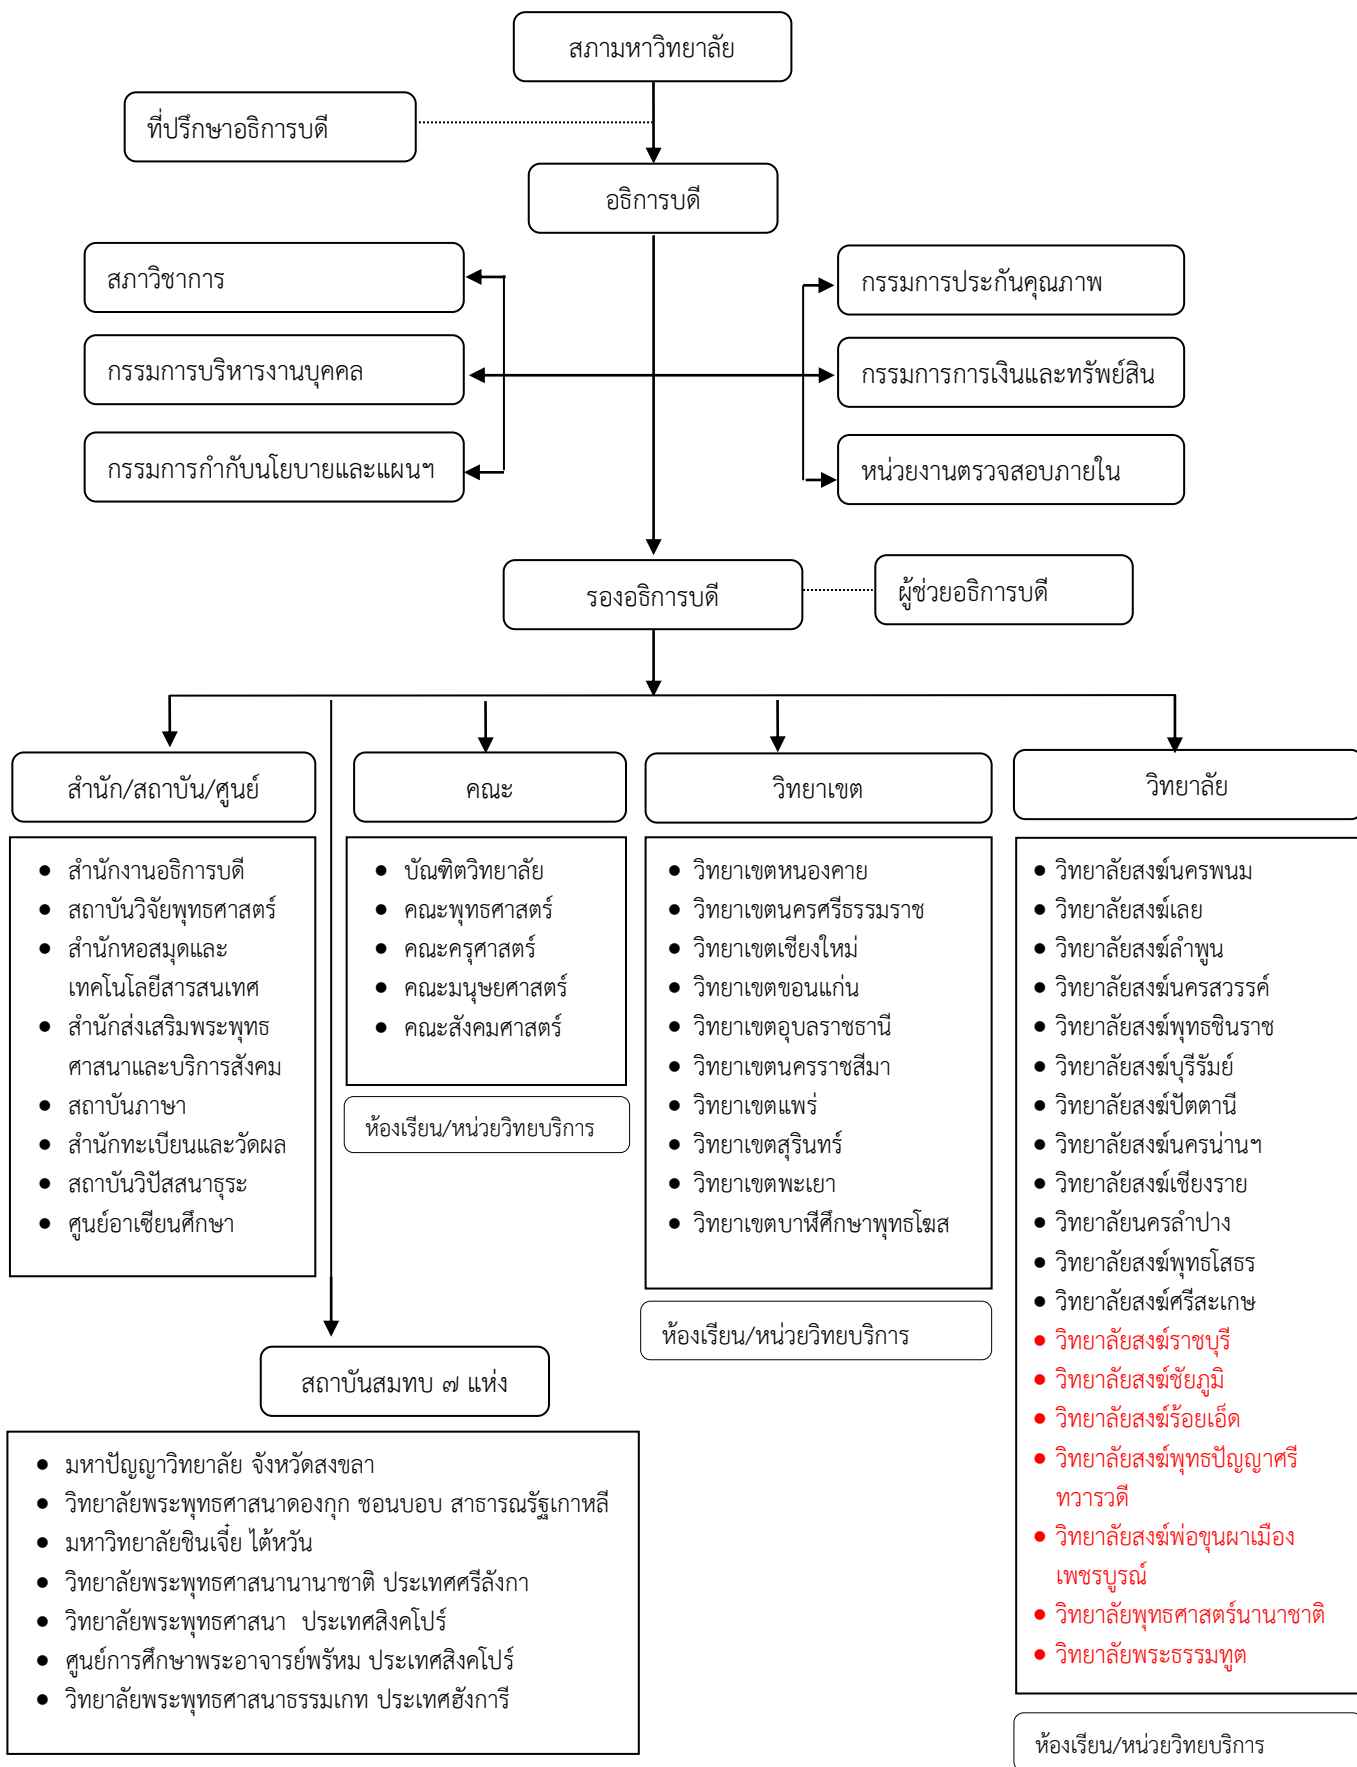 สภามหาวิทยาลัย
ที่ปรึกษาอธิการบดี
อธิการบดี
สภาวิชาการ
กรรมการประกันคุณภาพ
กรรมการบริหารงานบุคคล
กรรมการการเงินและทรัพย์สิน
กรรมการกำกับนโยบายและแผนฯ
หน่วยงานตรวจสอบภายใน
รองอธิการบดี
ผู้ช่วยอธิการบดี
สำนัก/สถาบัน/ศูนย์
สำนักงานอธิการบดี
สถาบันวิจัยพุทธศาสตร์
สำนักหอสมุดและ
เทคโนโลยีสารสนเทศ
สำนักส่งเสริมพระพุทธ
ศาสนาและบริการสังคม
สถาบันภาษา
สำนักทะเบียนและวัดผล
สถาบันวิปัสสนาธุระ
ศูนย์อาเซียนศึกษา
คณะ
บัณฑิตวิทยาลัย
คณะพุทธศาสตร์
คณะครุศาสตร์
คณะมนุษยศาสตร์
คณะสังคมศาสตร์
ห้องเรียน/หน่วยวิทยบริการ
วิทยาเขต
วิทยาเขตหนองคาย
วิทยาเขตนครศรีธรรมราช
วิทยาเขตเชียงใหม่
วิทยาเขตขอนแก่น
วิทยาเขตอุบลราชธานี
วิทยาเขตนครราชสีมา
วิทยาเขตแพร่
วิทยาเขตสุรินทร์
วิทยาเขตพะเยา
วิทยาเขตบาฬีศึกษาพุทธโฆส
ห้องเรียน/หน่วยวิทยบริการ
วิทยาลัย
วิทยาลัยสงฆ์นครพนม
วิทยาลัยสงฆ์เลย
วิทยาลัยสงฆ์ลำพูน
วิทยาลัยสงฆ์นครสวรรค์
วิทยาลัยสงฆ์พุทธชินราช
วิทยาลัยสงฆ์บุรีรัมย์
วิทยาลัยสงฆ์ปัตตานี
วิทยาลัยสงฆ์นครน่านฯ
วิทยาลัยสงฆ์เชียงราย
วิทยาลัยนครลำปาง
วิทยาลัยสงฆ์พุทธโสธร
วิทยาลัยสงฆ์ศรีสะเกษ
วิทยาลัยสงฆ์ราชบุรี
วิทยาลัยสงฆ์ชัยภูมิ
วิทยาลัยสงฆ์ร้อยเอ็ด
วิทยาลัยสงฆ์พุทธปัญญาศรี
ทวารวดี
วิทยาลัยสงฆ์พ่อขุนผาเมือง
เพชรบูรณ์
วิทยาลัยพุทธศาสตร์นานาชาติ
วิทยาลัยพระธรรมทูต
ห้องเรียน/หน่วยวิทยบริการ
สถาบันสมทบ ๗ แห่ง
มหาปัญญาวิทยาลัย จังหวัดสงขลา
วิทยาลัยพระพุทธศาสนาดองกุก ชอนบอบ สาธารณรัฐเกาหลี
มหาวิทยาลัยชินเจี๋ย ไต้หวัน
วิทยาลัยพระพุทธศาสนานานาชาติ ประเทศศรีลังกา
วิทยาลัยพระพุทธศาสนา ประเทศสิงคโปร์
ศูนย์การศึกษาพระอาจารย์พรัหม ประเทศสิงคโปร์
วิทยาลัยพระพุทธศาสนาธรรมเกท ประเทศฮังการี